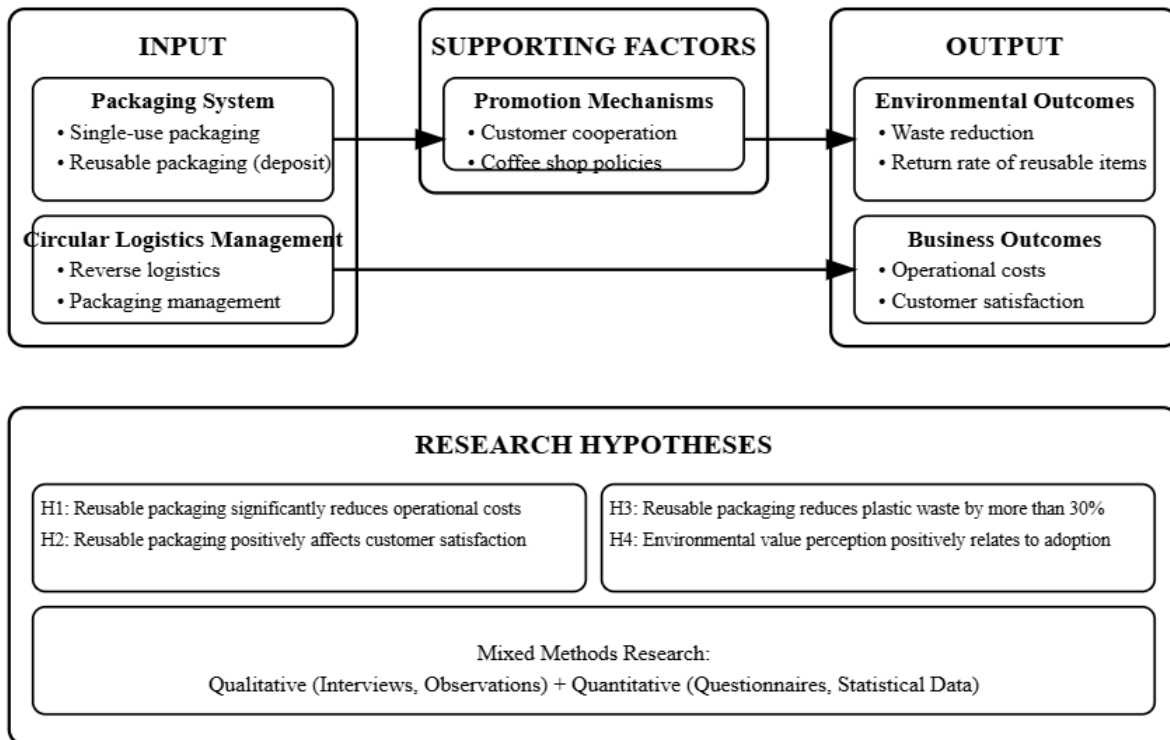 INPUT
Packaging System
• Single-use packaging
• Reusable packaging (deposit)
Circular Logistics Management
• Reverse logistics
• Packaging management
SUPPORTING FACTORS
Promotion Mechanisms
• Customer cooperation
• Coffee shop policies
OUTPUT
Environmental Outcomes
• Waste reduction
• Return rate of reusable items
Business Outcomes
• Operational costs
• Customer satisfaction
RESEARCH HYPOTHESES
H1: Reusable packaging significantly reduces operational costs
H2: Reusable packaging positively affects customer satisfaction
H3: Reusable packaging reduces plastic waste by more than 30%
H4: Environmental value perception positively relates to adoption
Mixed Methods Research:
Qualitative (Interviews, Observations) + Quantitative (Questionnaires, Statistical Data)